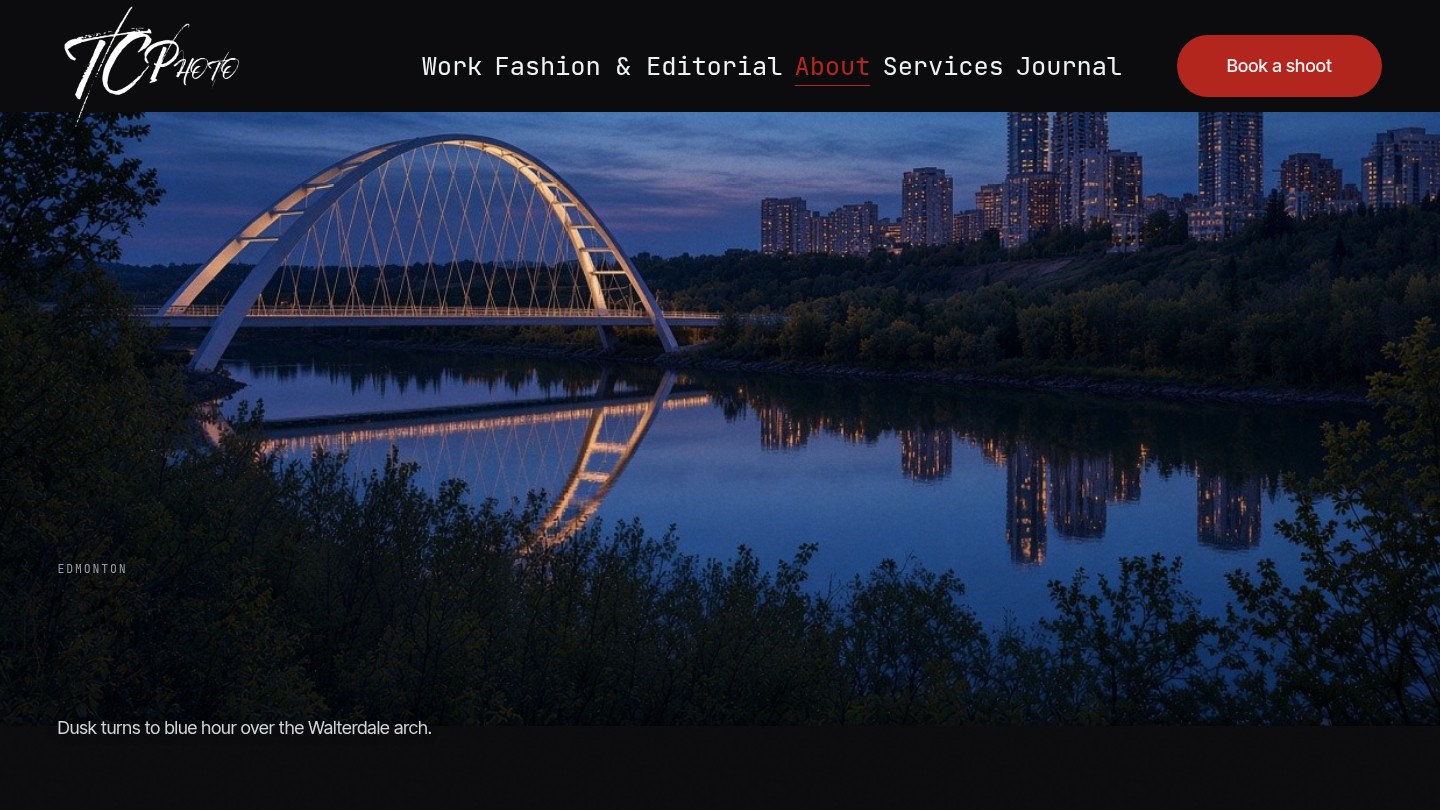 TCPHOTO
Work Fashion & Editorial About Services Journal
Book a shoot
EDMONTON
Dusk turns to blue hour over the Walterdale arch.